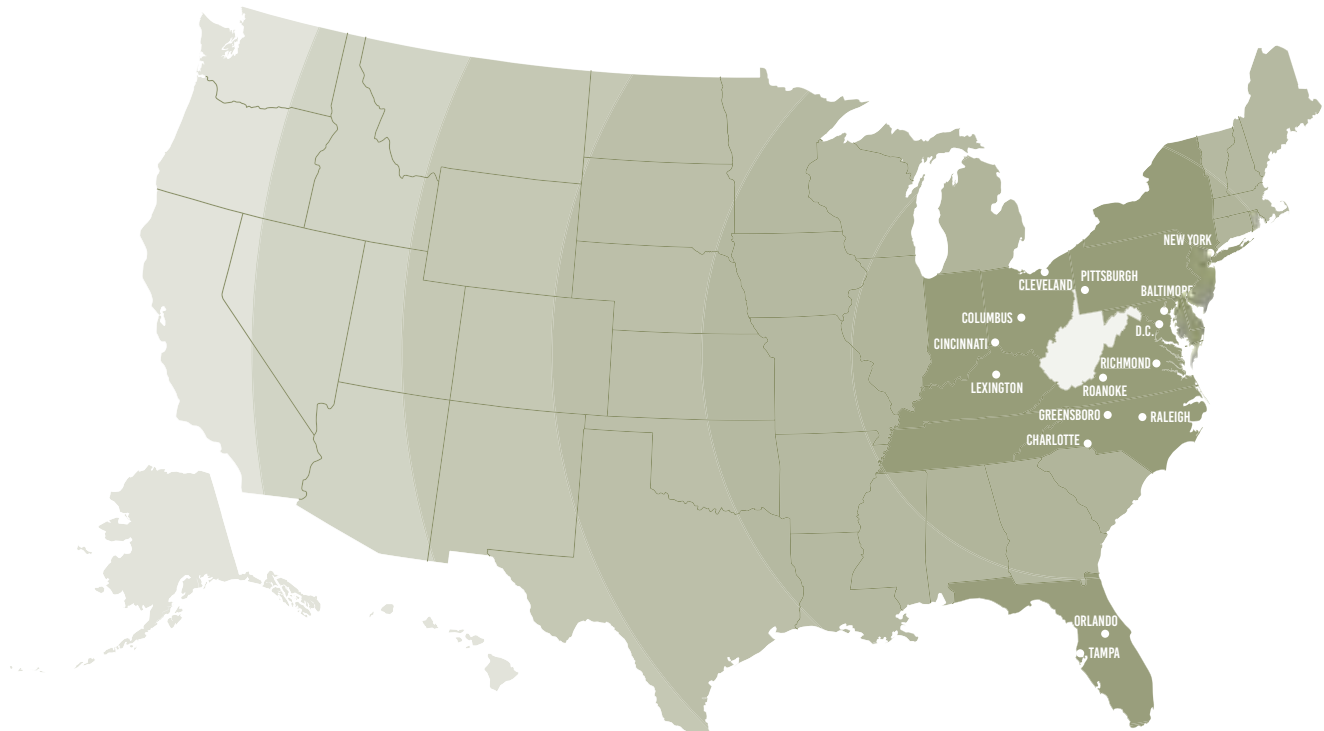 NEW YORK
PITTSBURGH
CLEVELAND
BALTIMORE
COLUMBUS
D.C.
CINCINNATI
RICHMOND
LEXINGTON
ROANOKE
GREENSBORO
RALEIGH
CHARLOTTE
ORLANDO
TAMPA